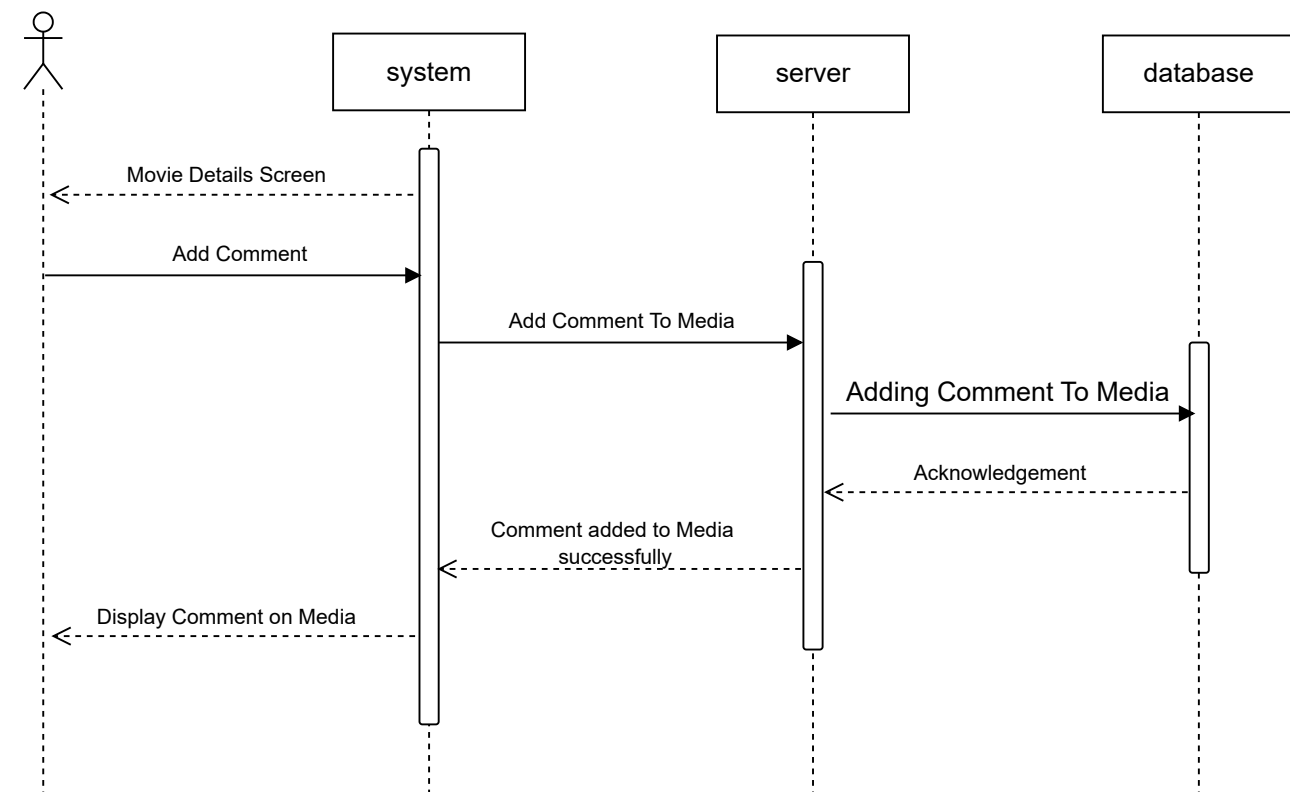 system
server
database
Movie Details Screen
Add Comment
Add Comment To Media
Adding Comment To Media
Acknowledgement
Comment added to Media
successfully
Display Comment on Media